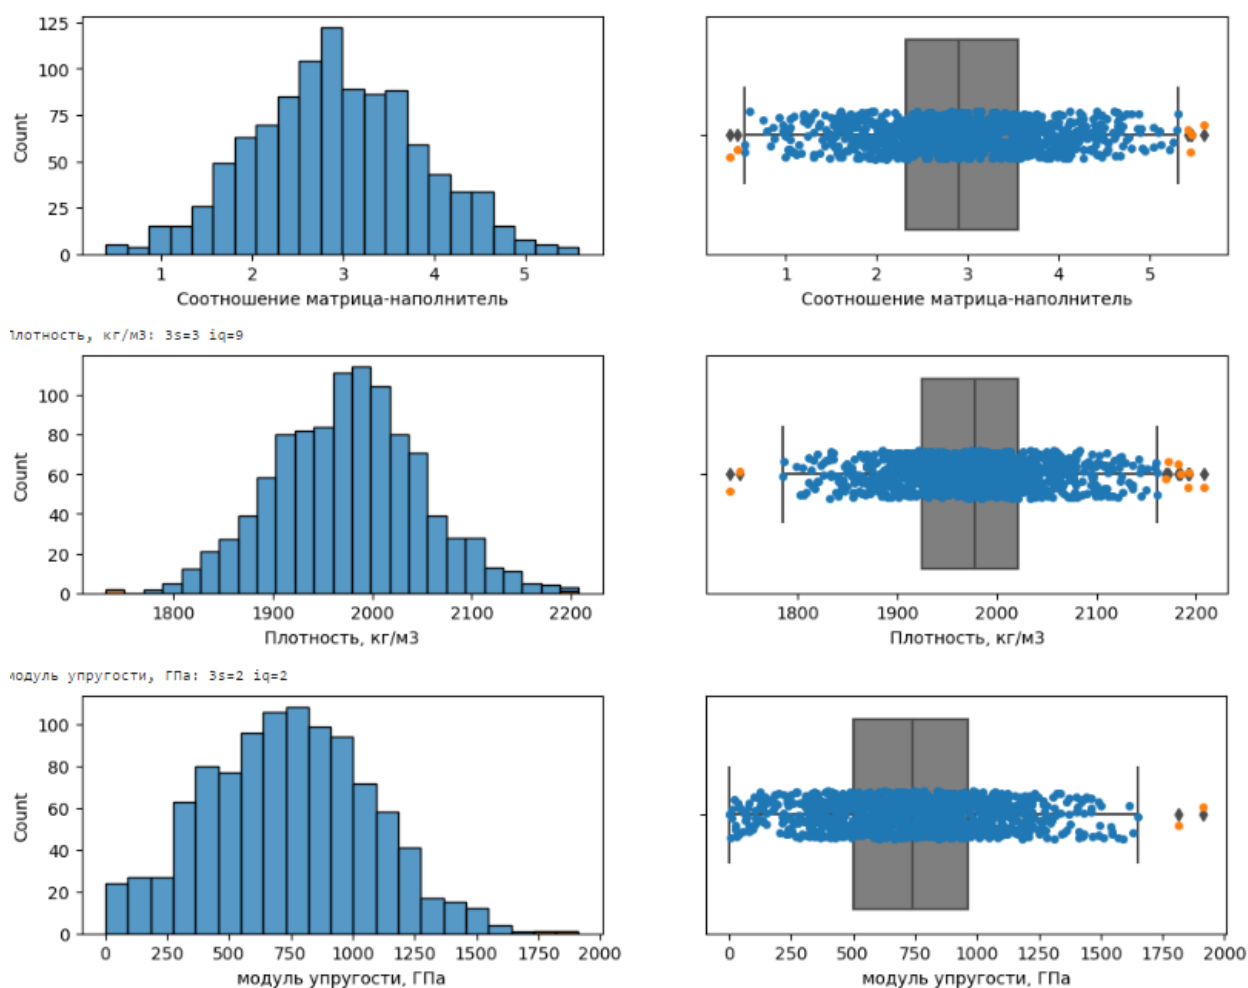 125
100
75
50
25
0
Count
1 2 3 4 5
Соотношение матрица-наполнитель
1 2 3 4 5
Соотношение матрица-наполнитель
Плотность, кг/м3: 3s=3 iq=9
100
80
60
40
20
0
Count
1800 1900 2000 2100 2200
Плотность, кг/м3
1800 1900 2000 2100 2200
Плотность, кг/м3
модуль упругости, ГПа: 3s=2 iq=2
100
80
60
40
20
0
Count
0 250 500 750 1000 1250 1500 1750 2000
модуль упругости, ГПа
0 250 500 750 1000 1250 1500 1750 2000
модуль упругости, ГПа